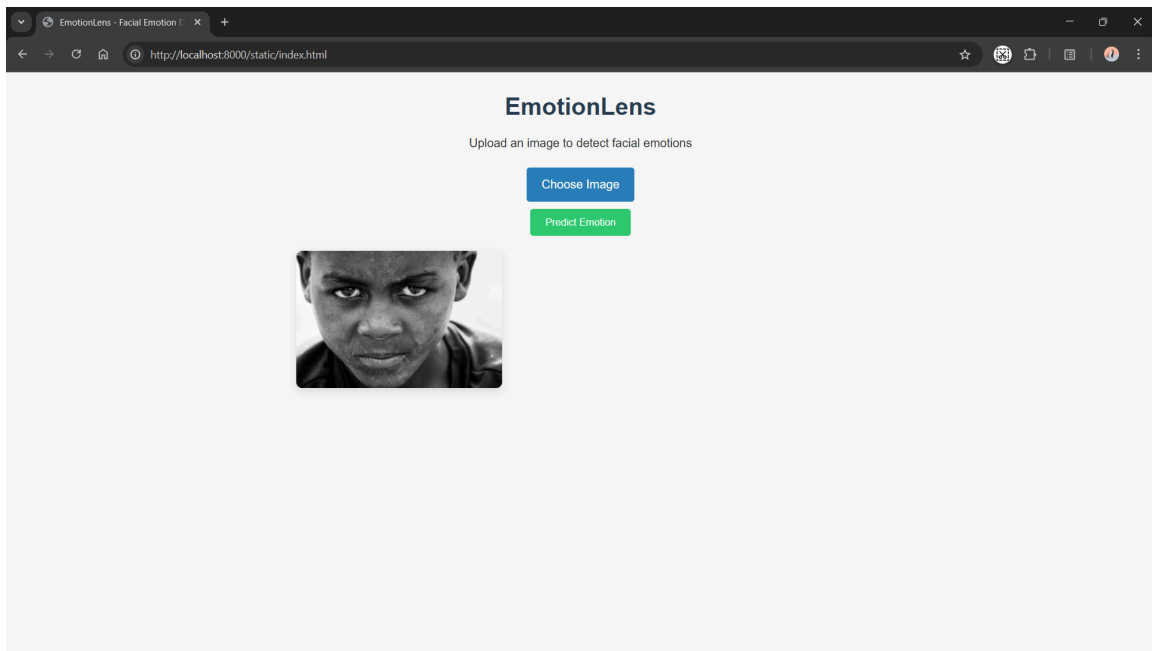 EmotionLens - Facial Emotion D
http://localhost:8000/static/index.html
EmotionLens
Upload an image to detect facial emotions
Choose Image
Predict Emotion